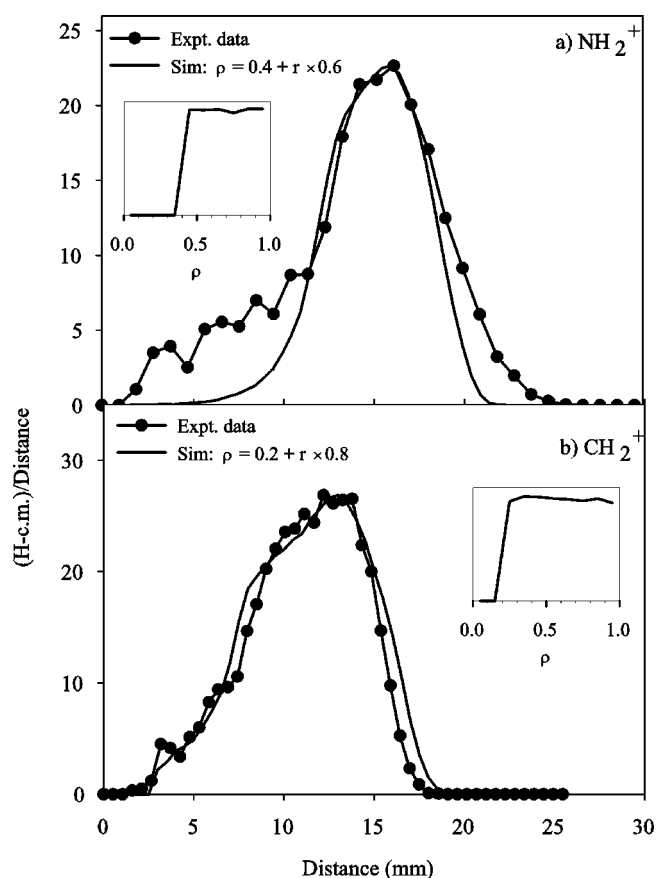 25
20
15
10
5
0
Expt. data
Sim: ρ = 0.4 + r × 0.6
a) NH₂⁺
0.0 0.5 1.0
ρ
(H-c.m.)/Distance
30
20
10
0
Expt. data
Sim: ρ = 0.2 + r × 0.8
b) CH₂⁺
0.0 0.5 1.0
ρ
0 5 10 15 20 25 30
Distance (mm)